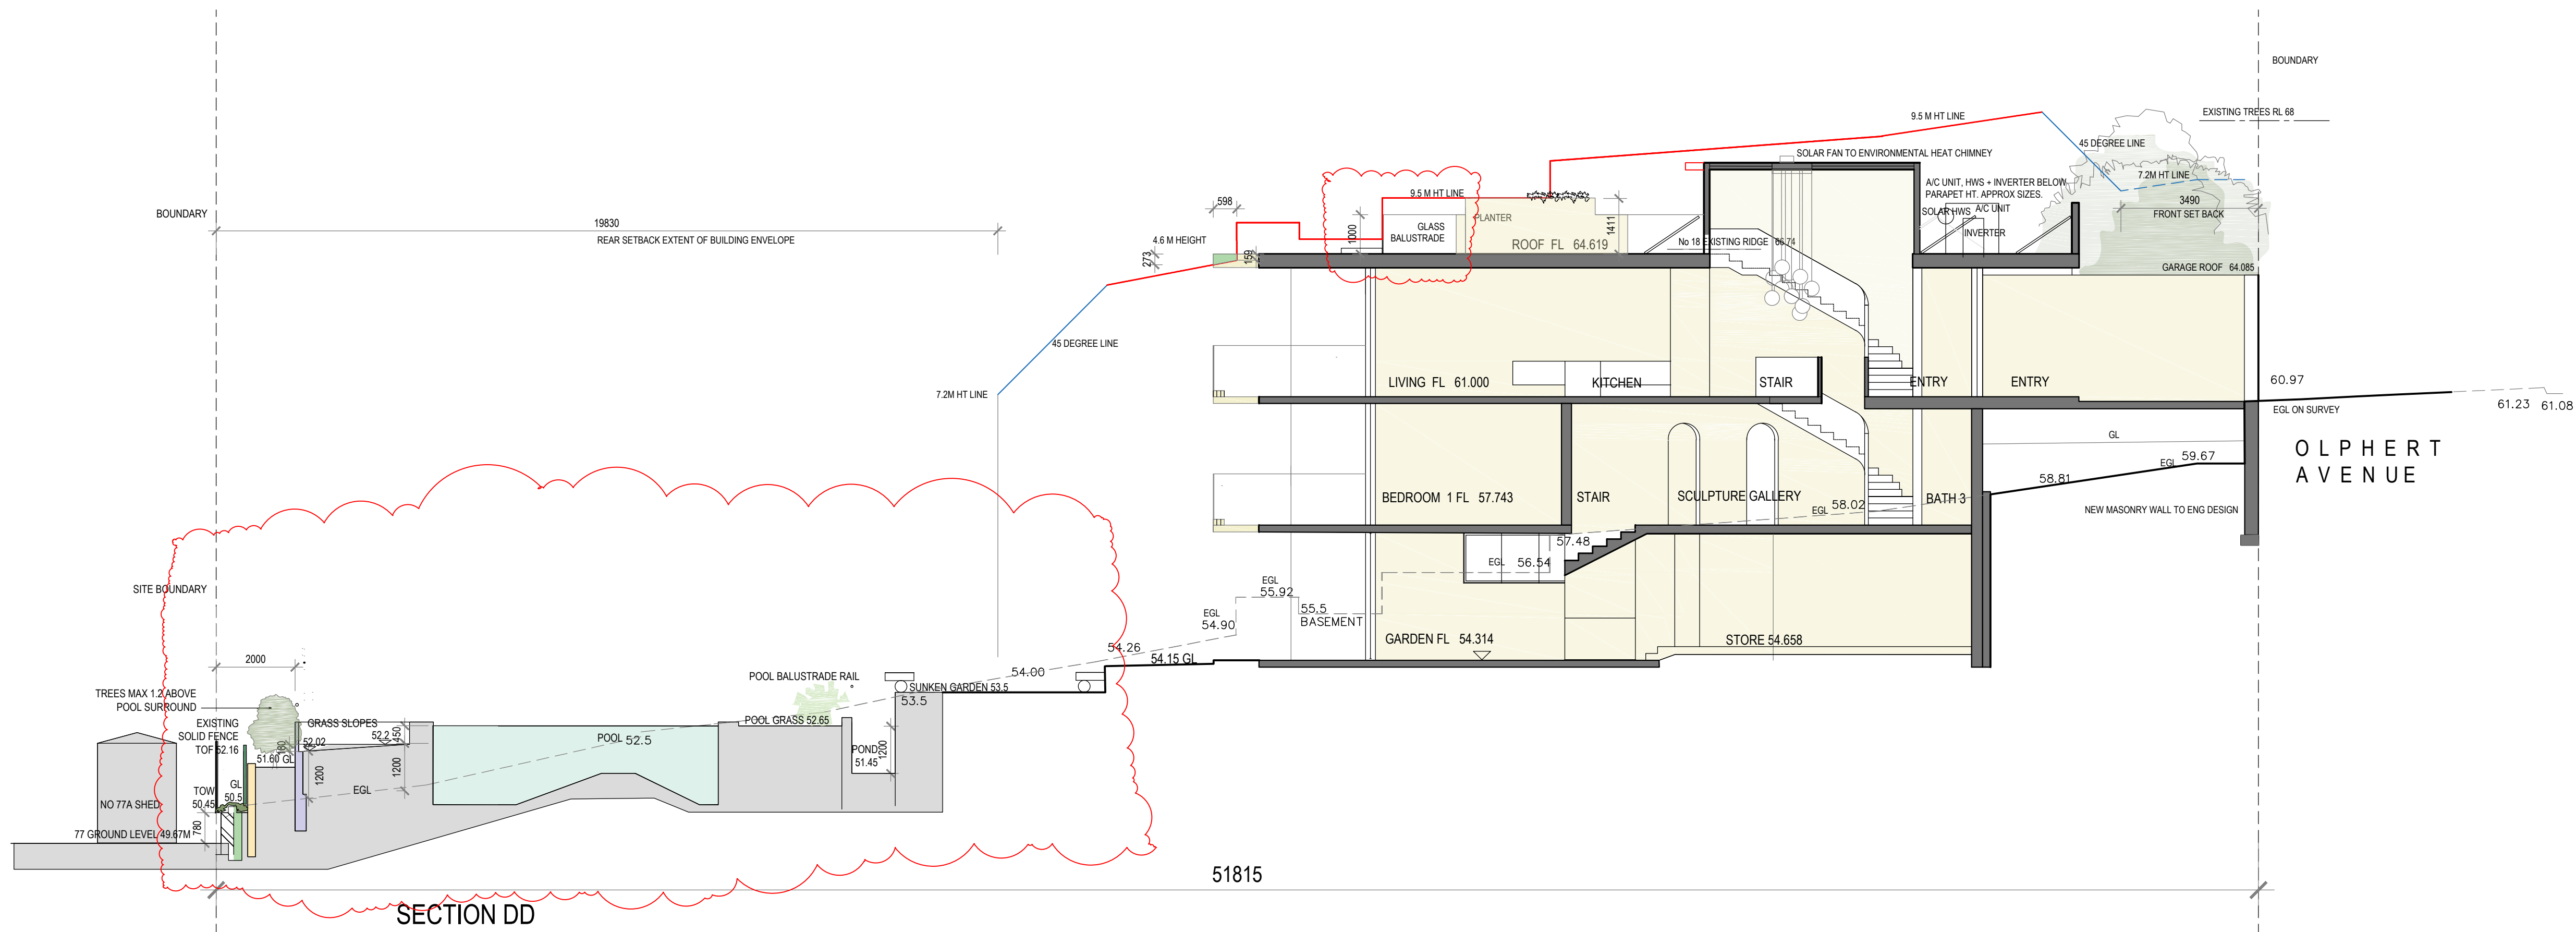 BOUNDARY
EXISTING TREES RL 68
9.5 M HT LINE
45 DEGREE LINE
SOLAR FAN TO ENVIRONMENTAL HEAT CHIMNEY
7.2M HT LINE
A/C UNIT, HWS + INVERTER BELOW
PARAPET HT. APPROX SIZES.
SOLAR HWS
A/C UNIT
INVERTER
3490
FRONT SET BACK
9.5 M HT LINE
598
BOUNDARY
19830
REAR SETBACK EXTENT OF BUILDING ENVELOPE
4.6 M HEIGHT
273
159
1000
GLASS
BALUSTRADE
PLANTER
ROOF FL 64.619
1411
No 18 EXISTING RIDGE 66.74
GARAGE ROOF 64.085
45 DEGREE LINE
7.2M HT LINE
LIVING FL 61.000
KITCHEN
STAIR
ENTRY
ENTRY
60.97
EGL ON SURVEY
61.23
61.08
GL
OLPHERT
AVENUE
EGL 59.67
58.81
BEDROOM 1 FL 57.743
STAIR
SCULPTURE GALLERY
EGL 58.02
BATH 3
NEW MASONRY WALL TO ENG DESIGN
57.48
EGL 56.54
EGL
55.92
55.5
BASEMENT
EGL
54.90
GARDEN FL 54.314
STORE 54.658
54.26
54.15 GL
54.00
SITE BOUNDARY
2000
POOL BALUSTRADE RAIL
SUNKEN GARDEN 53.5
53.5
TREES MAX 1.2 ABOVE
POOL SURROUND
EXISTING
SOLID FENCE
TOF 52.16
GRASS SLOPES
52.02
52.2
450
160
51.60 GL
1200
1200
POOL 52.5
POOL GRASS 52.65
POND
51.45
1200
EGL
GL
50.5
TOW
50.45
780
NO 77A SHED
77 GROUND LEVEL 49.67M
51815
SECTION DD